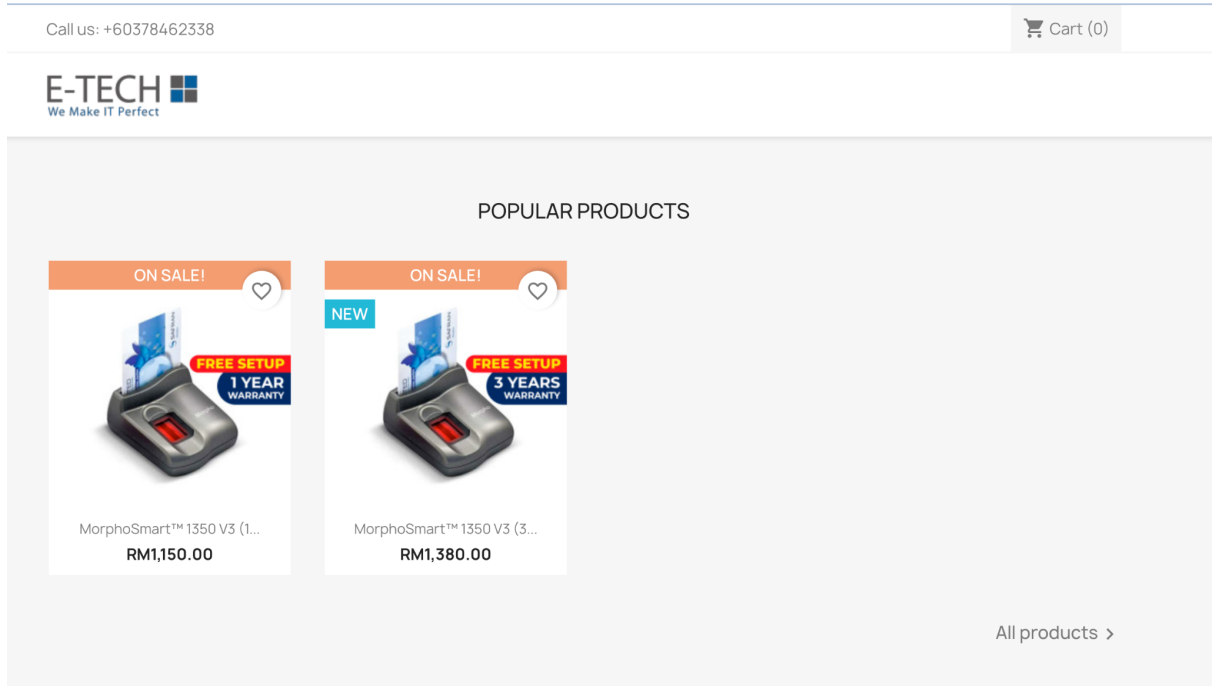 Call us: +60378462338
Cart (0)
E-TECH
We Make IT Perfect
POPULAR PRODUCTS
ON SALE!
FREE SETUP
1 YEAR
WARRANTY
MorphoSmart™ 1350 V3 (1...
RM1,150.00
ON SALE!
NEW
FREE SETUP
3 YEARS
WARRANTY
MorphoSmart™ 1350 V3 (3...
RM1,380.00
All products